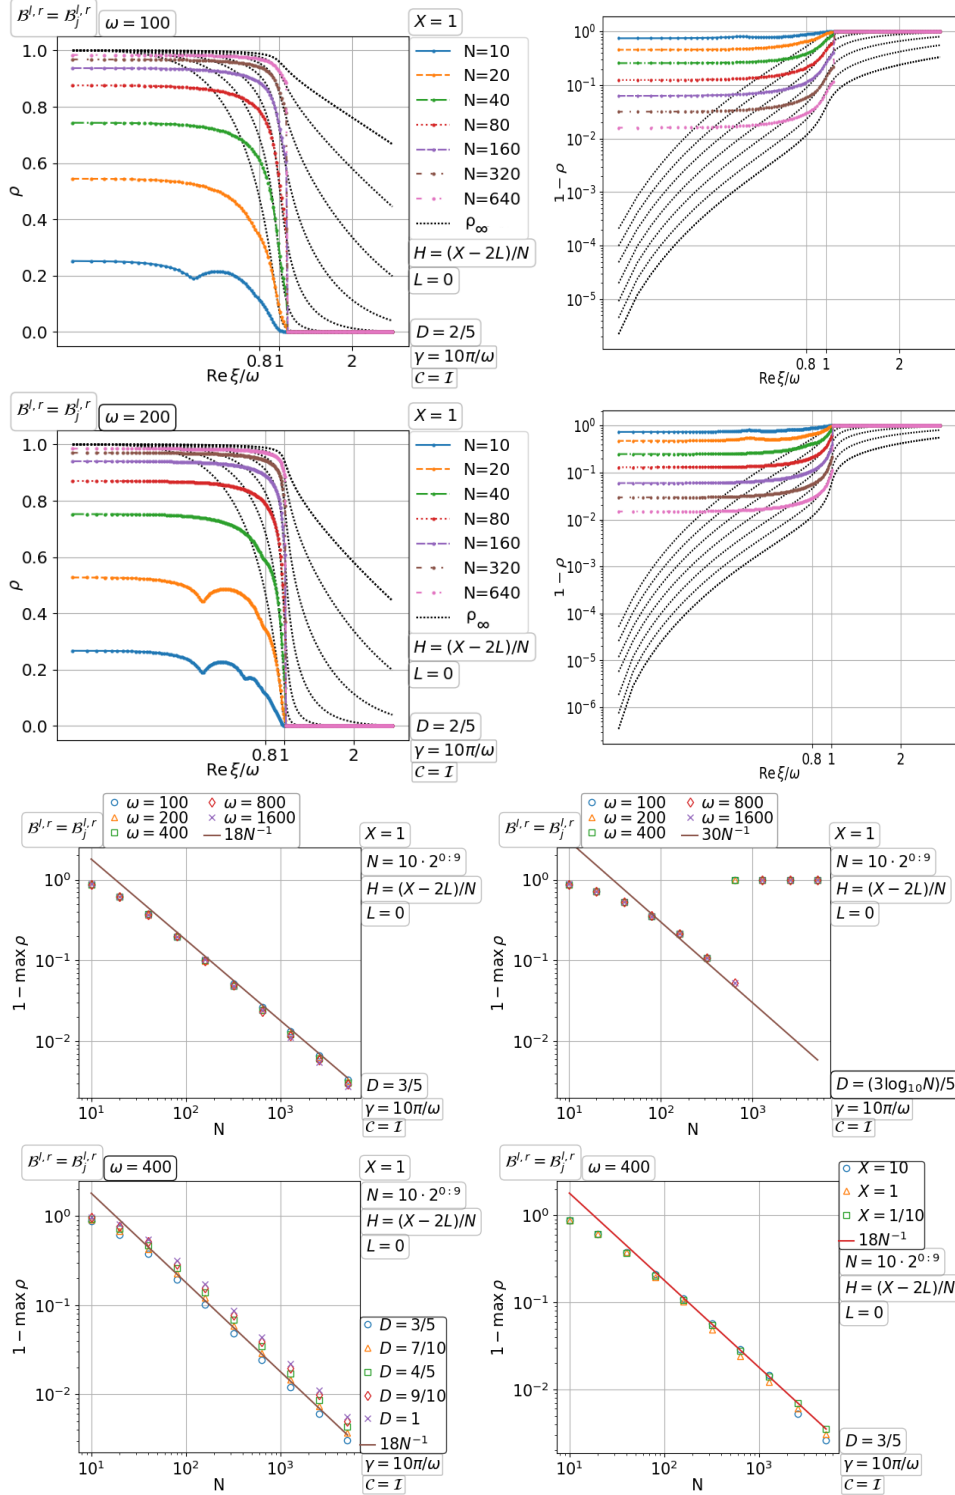 ℬ^{l,r} = ℬ_j^{l,r}
ω = 100
X = 1
1.0
0.8
0.6
0.4
0.2
0.0
ρ
0.8 1 2
Re ξ/ω
N=10
N=20
N=40
N=80
N=160
N=320
N=640
ρ_∞
H = (X − 2L)/N
L = 0
D = 2/5
γ = 10π/ω
𝒞 = ℐ
10^0
10^{−1}
10^{−2}
10^{−3}
10^{−4}
10^{−5}
1 − ρ
0.8 1 2
Re ξ/ω
ℬ^{l,r} = ℬ_j^{l,r}
ω = 200
X = 1
1.0
0.8
0.6
0.4
0.2
0.0
ρ
0.8 1 2
Re ξ/ω
N=10
N=20
N=40
N=80
N=160
N=320
N=640
ρ_∞
H = (X − 2L)/N
L = 0
D = 2/5
γ = 10π/ω
𝒞 = ℐ
10^0
10^{−1}
10^{−2}
10^{−3}
10^{−4}
10^{−5}
10^{−6}
1 − ρ
0.8 1 2
Re ξ/ω
ℬ^{l,r} = ℬ_j^{l,r}
ω = 100 ω = 800
ω = 200 ω = 1600
ω = 400 18N^{−1}
X = 1
N = 10 · 2^{0:9}
H = (X − 2L)/N
L = 0
10^0
10^{−1}
10^{−2}
1 − max ρ
10^1 10^2 10^3
N
D = 3/5
γ = 10π/ω
𝒞 = ℐ
ℬ^{l,r} = ℬ_j^{l,r}
ω = 100 ω = 800
ω = 200 ω = 1600
ω = 400 30N^{−1}
X = 1
N = 10 · 2^{0:9}
H = (X − 2L)/N
L = 0
10^0
10^{−1}
10^{−2}
1 − max ρ
10^1 10^2 10^3
N
D = (3log_{10}N)/5
γ = 10π/ω
𝒞 = ℐ
ℬ^{l,r} = ℬ_j^{l,r}
ω = 400
X = 1
N = 10 · 2^{0:9}
H = (X − 2L)/N
L = 0
10^0
10^{−1}
10^{−2}
1 − max ρ
10^1 10^2 10^3
N
D = 3/5
D = 7/10
D = 4/5
D = 9/10
D = 1
18N^{−1}
γ = 10π/ω
𝒞 = ℐ
ℬ^{l,r} = ℬ_j^{l,r}
ω = 400
X = 10
X = 1
X = 1/10
18N^{−1}
N = 10 · 2^{0:9}
H = (X − 2L)/N
L = 0
10^0
10^{−1}
10^{−2}
1 − max ρ
10^1 10^2 10^3
N
D = 3/5
γ = 10π/ω
𝒞 = ℐ